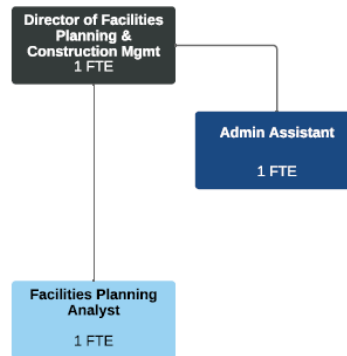 Director of Facilities
Planning &
Construction Mgmt
1 FTE
Admin Assistant
1 FTE
Facilities Planning
Analyst
1 FTE